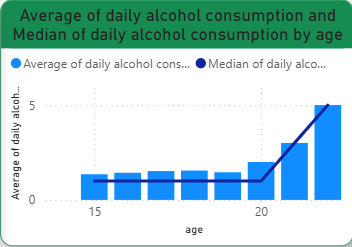 Average of daily alcohol consumption and
Median of daily alcohol consumption by age
Average of daily alcohol cons... Median of daily alco...
Average of daily alcoh...
5
0
15 20
age